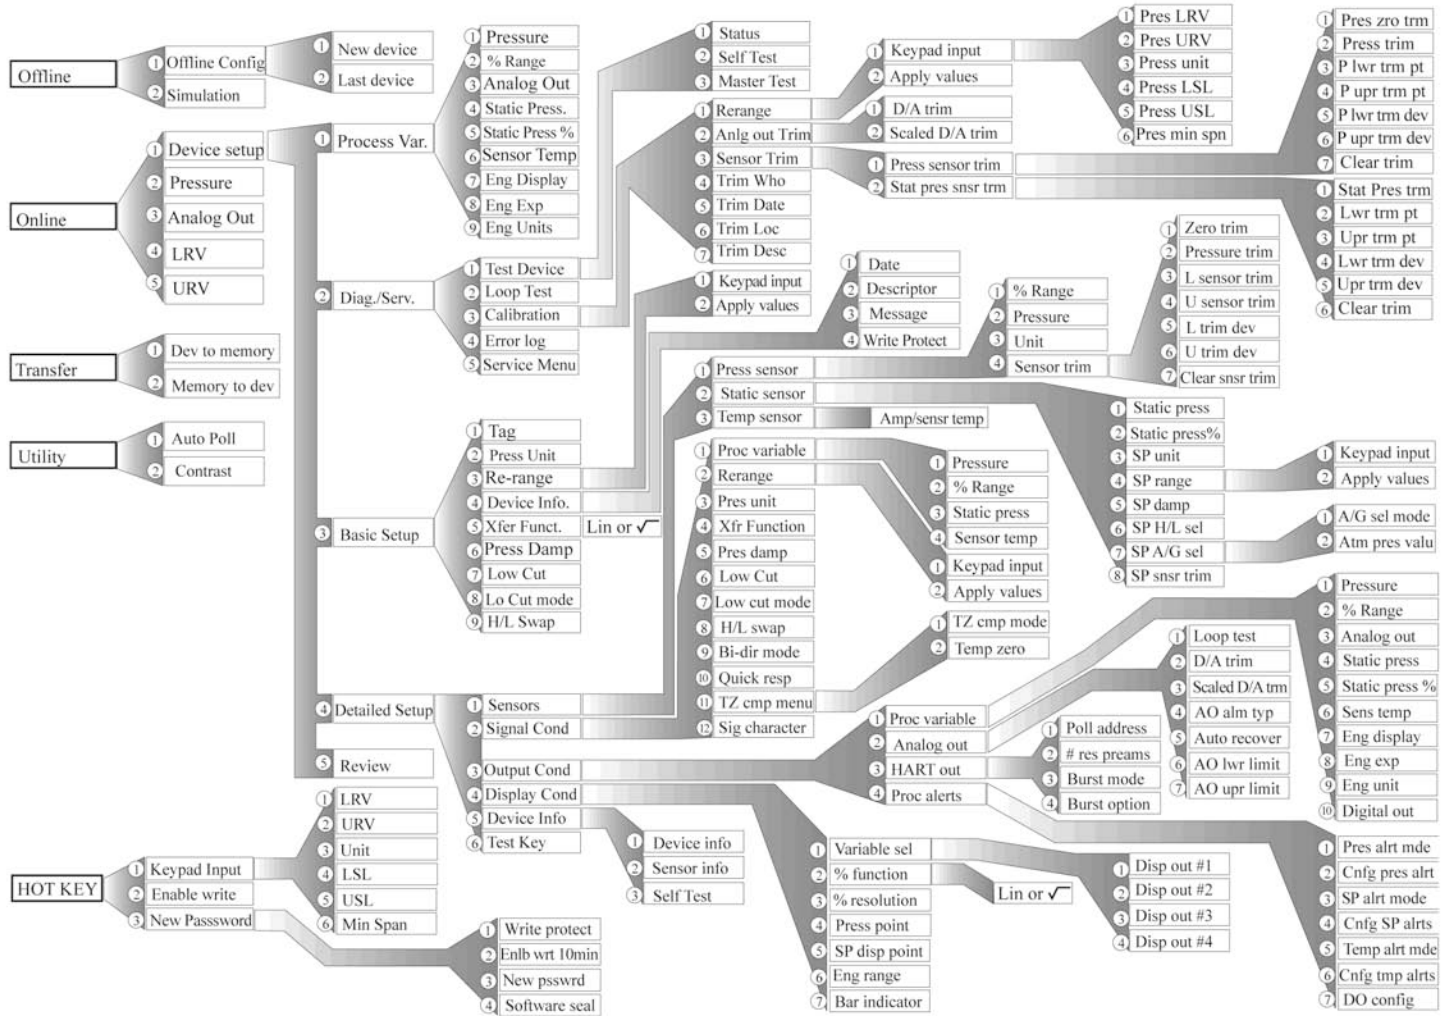 Offline
① Offline Config
② Simulation
① New device
② Last device
Online
① Device setup
② Pressure
③ Analog Out
④ LRV
⑤ URV
Transfer
① Dev to memory
② Memory to dev
Utility
① Auto Poll
② Contrast
HOT KEY
① Keypad Input
② Enable write
③ New Passsword
① LRV
② URV
③ Unit
④ LSL
⑤ USL
⑥ Min Span
① Write protect
② Enlb wrt 10min
③ New psswrd
④ Software seal
① Process Var.
② Diag./Serv.
③ Basic Setup
④ Detailed Setup
⑤ Review
① Pressure
② % Range
③ Analog Out
④ Static Press.
⑤ Static Press %
⑥ Sensor Temp
⑦ Eng Display
⑧ Eng Exp
⑨ Eng Units
① Test Device
② Loop Test
③ Calibration
④ Error log
⑤ Service Menu
① Status
② Self Test
③ Master Test
① Rerange
② Anlg out Trim
③ Sensor Trim
④ Trim Who
⑤ Trim Date
⑥ Trim Loc
⑦ Trim Desc
① Keypad input
② Apply values
① Pres LRV
② Pres URV
③ Press unit
④ Press LSL
⑤ Press USL
⑥ Pres min spn
① D/A trim
② Scaled D/A trim
① Press sensor trim
② Stat pres snsr trm
① Pres zro trm
② Press trim
③ P lwr trm pt
④ P upr trm pt
⑤ P lwr trm dev
⑥ P upr trm dev
⑦ Clear trim
① Stat Pres trm
② Lwr trm pt
③ Upr trm pt
④ Lwr trm dev
⑤ Upr trm dev
⑥ Clear trim
① Tag
② Press Unit
③ Re-range
④ Device Info.
⑤ Xfer Funct.
⑥ Press Damp
⑦ Low Cut
⑧ Lo Cut mode
⑨ H/L Swap
Lin or √
① Keypad input
② Apply values
① Date
② Descriptor
③ Message
④ Write Protect
① Sensors
② Signal Cond
③ Output Cond
④ Display Cond
⑤ Device Info
⑥ Test Key
① Press sensor
② Static sensor
③ Temp sensor
Amp/sensr temp
① % Range
② Pressure
③ Unit
④ Sensor trim
① Zero trim
② Pressure trim
③ L sensor trim
④ U sensor trim
⑤ L trim dev
⑥ U trim dev
⑦ Clear snsr trim
① Static press
② Static press%
③ SP unit
④ SP range
⑤ SP damp
⑥ SP H/L sel
⑦ SP A/G sel
⑧ SP snsr trim
① Keypad input
② Apply values
① A/G sel mode
② Atm pres valu
① Proc variable
② Rerange
③ Pres unit
④ Xfr Function
⑤ Pres damp
⑥ Low Cut
⑦ Low cut mode
⑧ H/L swap
⑨ Bi-dir mode
⑩ Quick resp
⑪ TZ cmp menu
⑫ Sig character
① Pressure
② % Range
③ Static press
④ Sensor temp
① Keypad input
② Apply values
① TZ cmp mode
② Temp zero
① Proc variable
② Analog out
③ HART out
④ Proc alerts
① Pressure
② % Range
③ Analog out
④ Static press
⑤ Static press %
⑥ Sens temp
⑦ Eng display
⑧ Eng exp
⑨ Eng unit
⑩ Digital out
① Loop test
② D/A trim
③ Scaled D/A trm
④ AO alm typ
⑤ Auto recover
⑥ AO lwr limit
⑦ AO upr limit
① Poll address
② # res preams
③ Burst mode
④ Burst option
① Pres alrt mde
② Cnfg pres alrt
③ SP alrt mode
④ Cnfg SP alrts
⑤ Temp alrt mde
⑥ Cnfg tmp alrts
⑦ DO config
① Variable sel
② % function
③ % resolution
④ Press point
⑤ SP disp point
⑥ Eng range
⑦ Bar indicator
① Disp out #1
② Disp out #2
③ Disp out #3
④ Disp out #4
Lin or √
① Device info
② Sensor info
③ Self Test